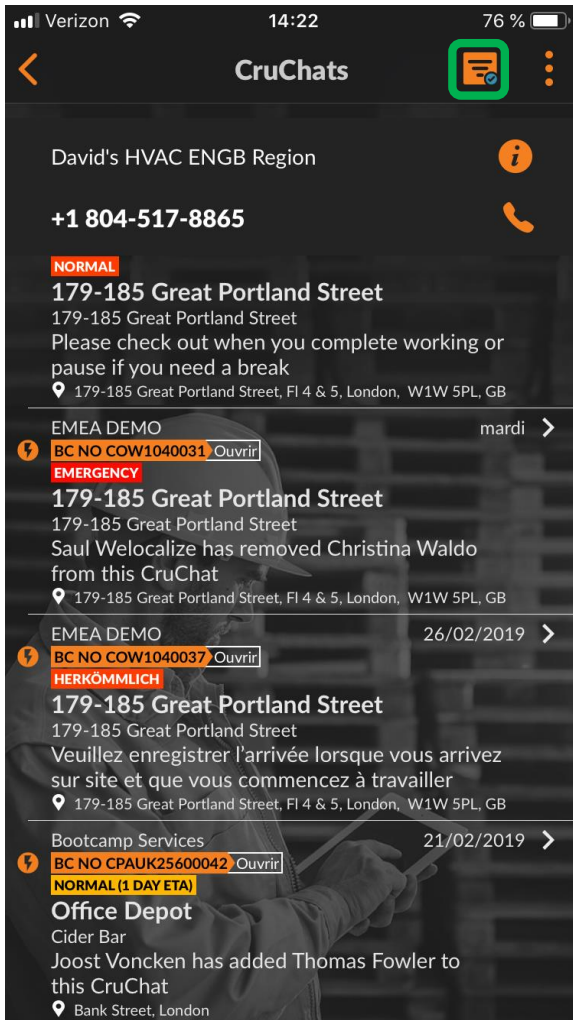 Verizon 14:22 76 %
CruChats
David's HVAC ENGB Region
i
+1 804-517-8865
NORMAL
179-185 Great Portland Street
179-185 Great Portland Street
Please check out when you complete working or
pause if you need a break
179-185 Great Portland Street, Fl 4 & 5, London, W1W 5PL, GB
EMEA DEMO mardi
BC NO COW1040031 Ouvrir
EMERGENCY
179-185 Great Portland Street
179-185 Great Portland Street
Saul Welocalize has removed Christina Waldo
from this CruChat
179-185 Great Portland Street, Fl 4 & 5, London, W1W 5PL, GB
EMEA DEMO 26/02/2019
BC NO COW1040037 Ouvrir
HERKÖMMLICH
179-185 Great Portland Street
179-185 Great Portland Street
Veuillez enregistrer l’arrivée lorsque vous arrivez
sur site et que vous commencez à travailler
179-185 Great Portland Street, Fl 4 & 5, London, W1W 5PL, GB
Bootcamp Services 21/02/2019
BC NO CPAUK25600042 Ouvrir
NORMAL (1 DAY ETA)
Office Depot
Cider Bar
Joost Voncken has added Thomas Fowler to
this CruChat
Bank Street, London